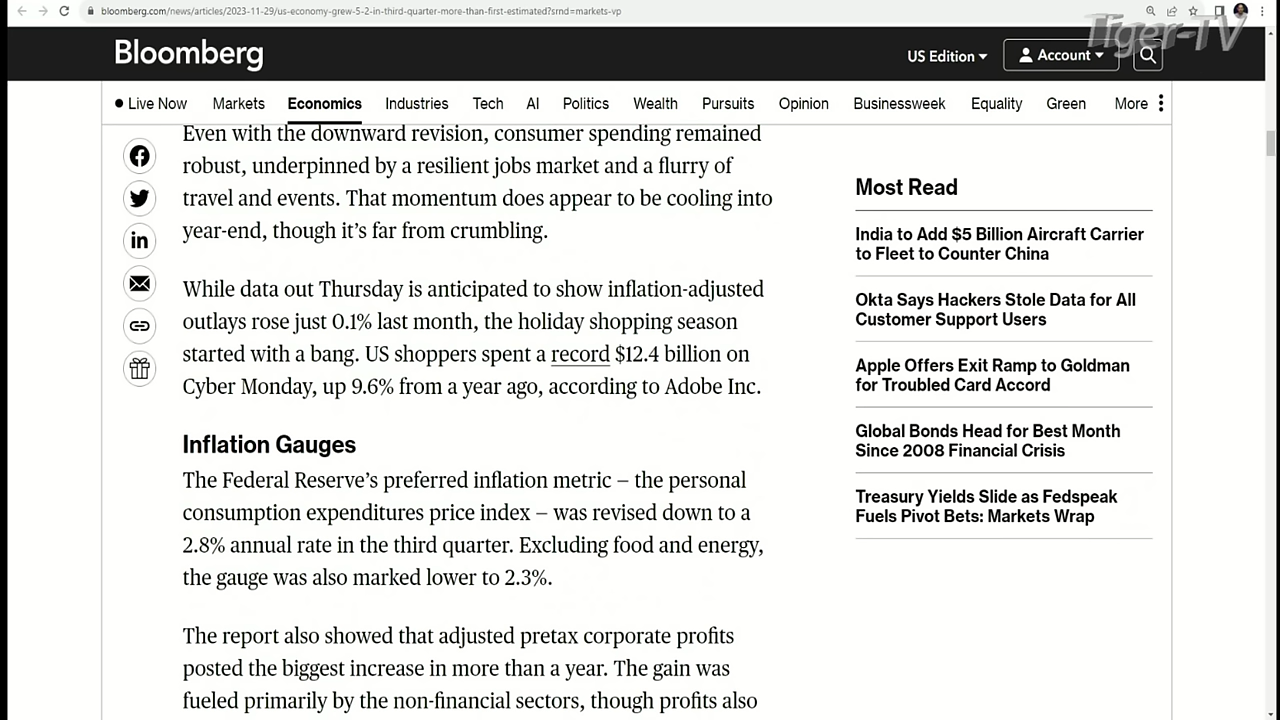 bloomberg.com/news/articles/2023-11-29/us-economy-grew-5-2-in-third-quarter-more-than-first-estimated?srnd=markets-vp
Tiger-TV
Bloomberg
US Edition
Account
Live Now Markets Economics Industries Tech AI Politics Wealth Pursuits Opinion Businessweek Equality Green More
Even with the downward revision, consumer spending remained
robust, underpinned by a resilient jobs market and a flurry of
travel and events. That momentum does appear to be cooling into
year-end, though it’s far from crumbling.
While data out Thursday is anticipated to show inflation-adjusted
outlays rose just 0.1% last month, the holiday shopping season
started with a bang. US shoppers spent a record $12.4 billion on
Cyber Monday, up 9.6% from a year ago, according to Adobe Inc.
Inflation Gauges
The Federal Reserve’s preferred inflation metric – the personal
consumption expenditures price index – was revised down to a
2.8% annual rate in the third quarter. Excluding food and energy,
the gauge was also marked lower to 2.3%.
The report also showed that adjusted pretax corporate profits
posted the biggest increase in more than a year. The gain was
fueled primarily by the non-financial sectors, though profits also
Most Read
India to Add $5 Billion Aircraft Carrier
to Fleet to Counter China
Okta Says Hackers Stole Data for All
Customer Support Users
Apple Offers Exit Ramp to Goldman
for Troubled Card Accord
Global Bonds Head for Best Month
Since 2008 Financial Crisis
Treasury Yields Slide as Fedspeak
Fuels Pivot Bets: Markets Wrap